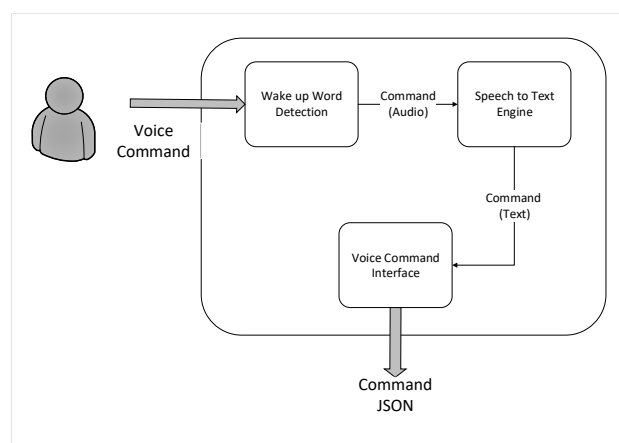 Voice
Command
Wake up Word
Detection
Command
(Audio)
Speech to Text
Engine
Command
(Text)
Voice Command
Interface
Command
JSON